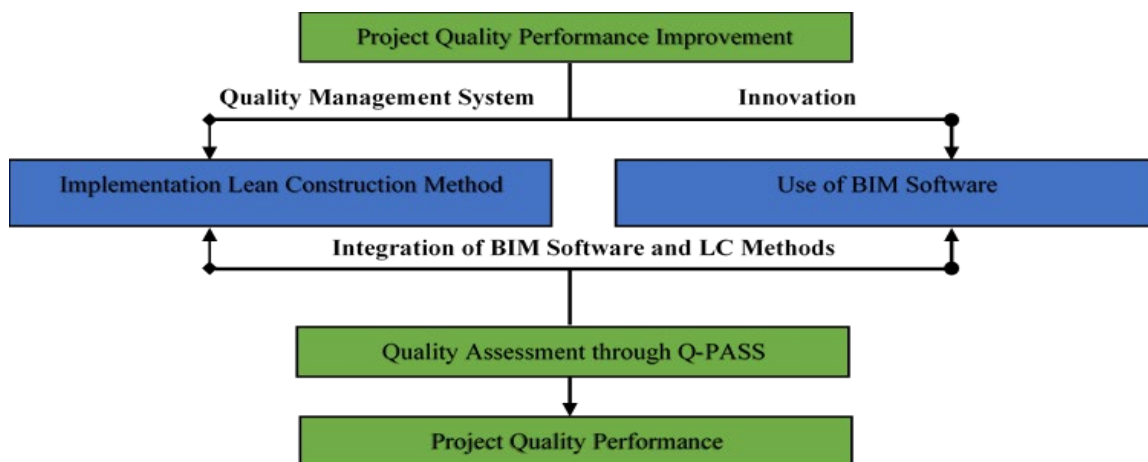 Project Quality Performance Improvement
Quality Management System
Innovation
Implementation Lean Construction Method
Use of BIM Software
Integration of BIM Software and LC Methods
Quality Assessment through Q-PASS
Project Quality Performance